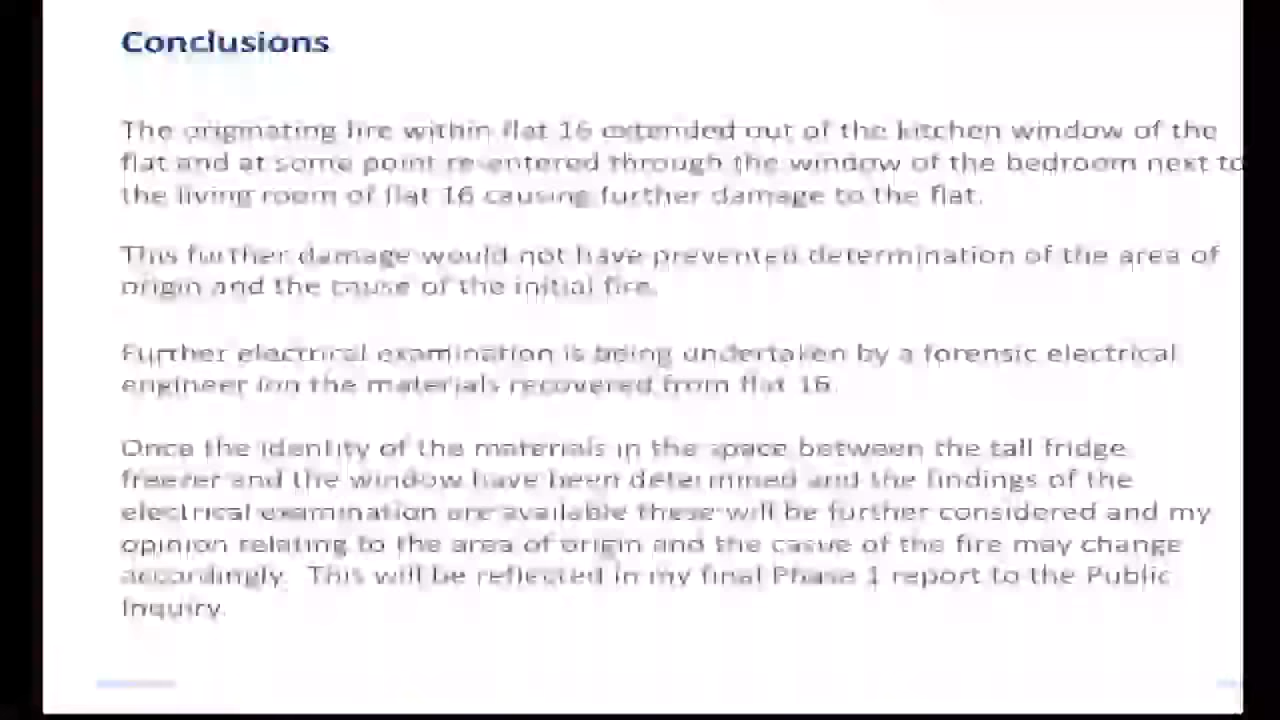 Conclusions
The originating fire within flat 16 extended out of the kitchen window of the
flat and at some point re-entered through the window of the bedroom next to
the living room of flat 16 causing further damage to the flat.
This further damage would not have prevented determination of the area of
origin and the cause of the initial fire.
Further electrical examination is being undertaken by a forensic electrical
engineer ion the materials recovered from flat 16.
Once the identity of the materials in the space between the tall fridge
freezer and the window have been determined and the findings of the
electrical examination are available these will be further considered and my
opinion relating to the area of origin and the casue of the fire may change
accordingly. This will be reflected in my final Phase 1 report to the Public
Inquiry.